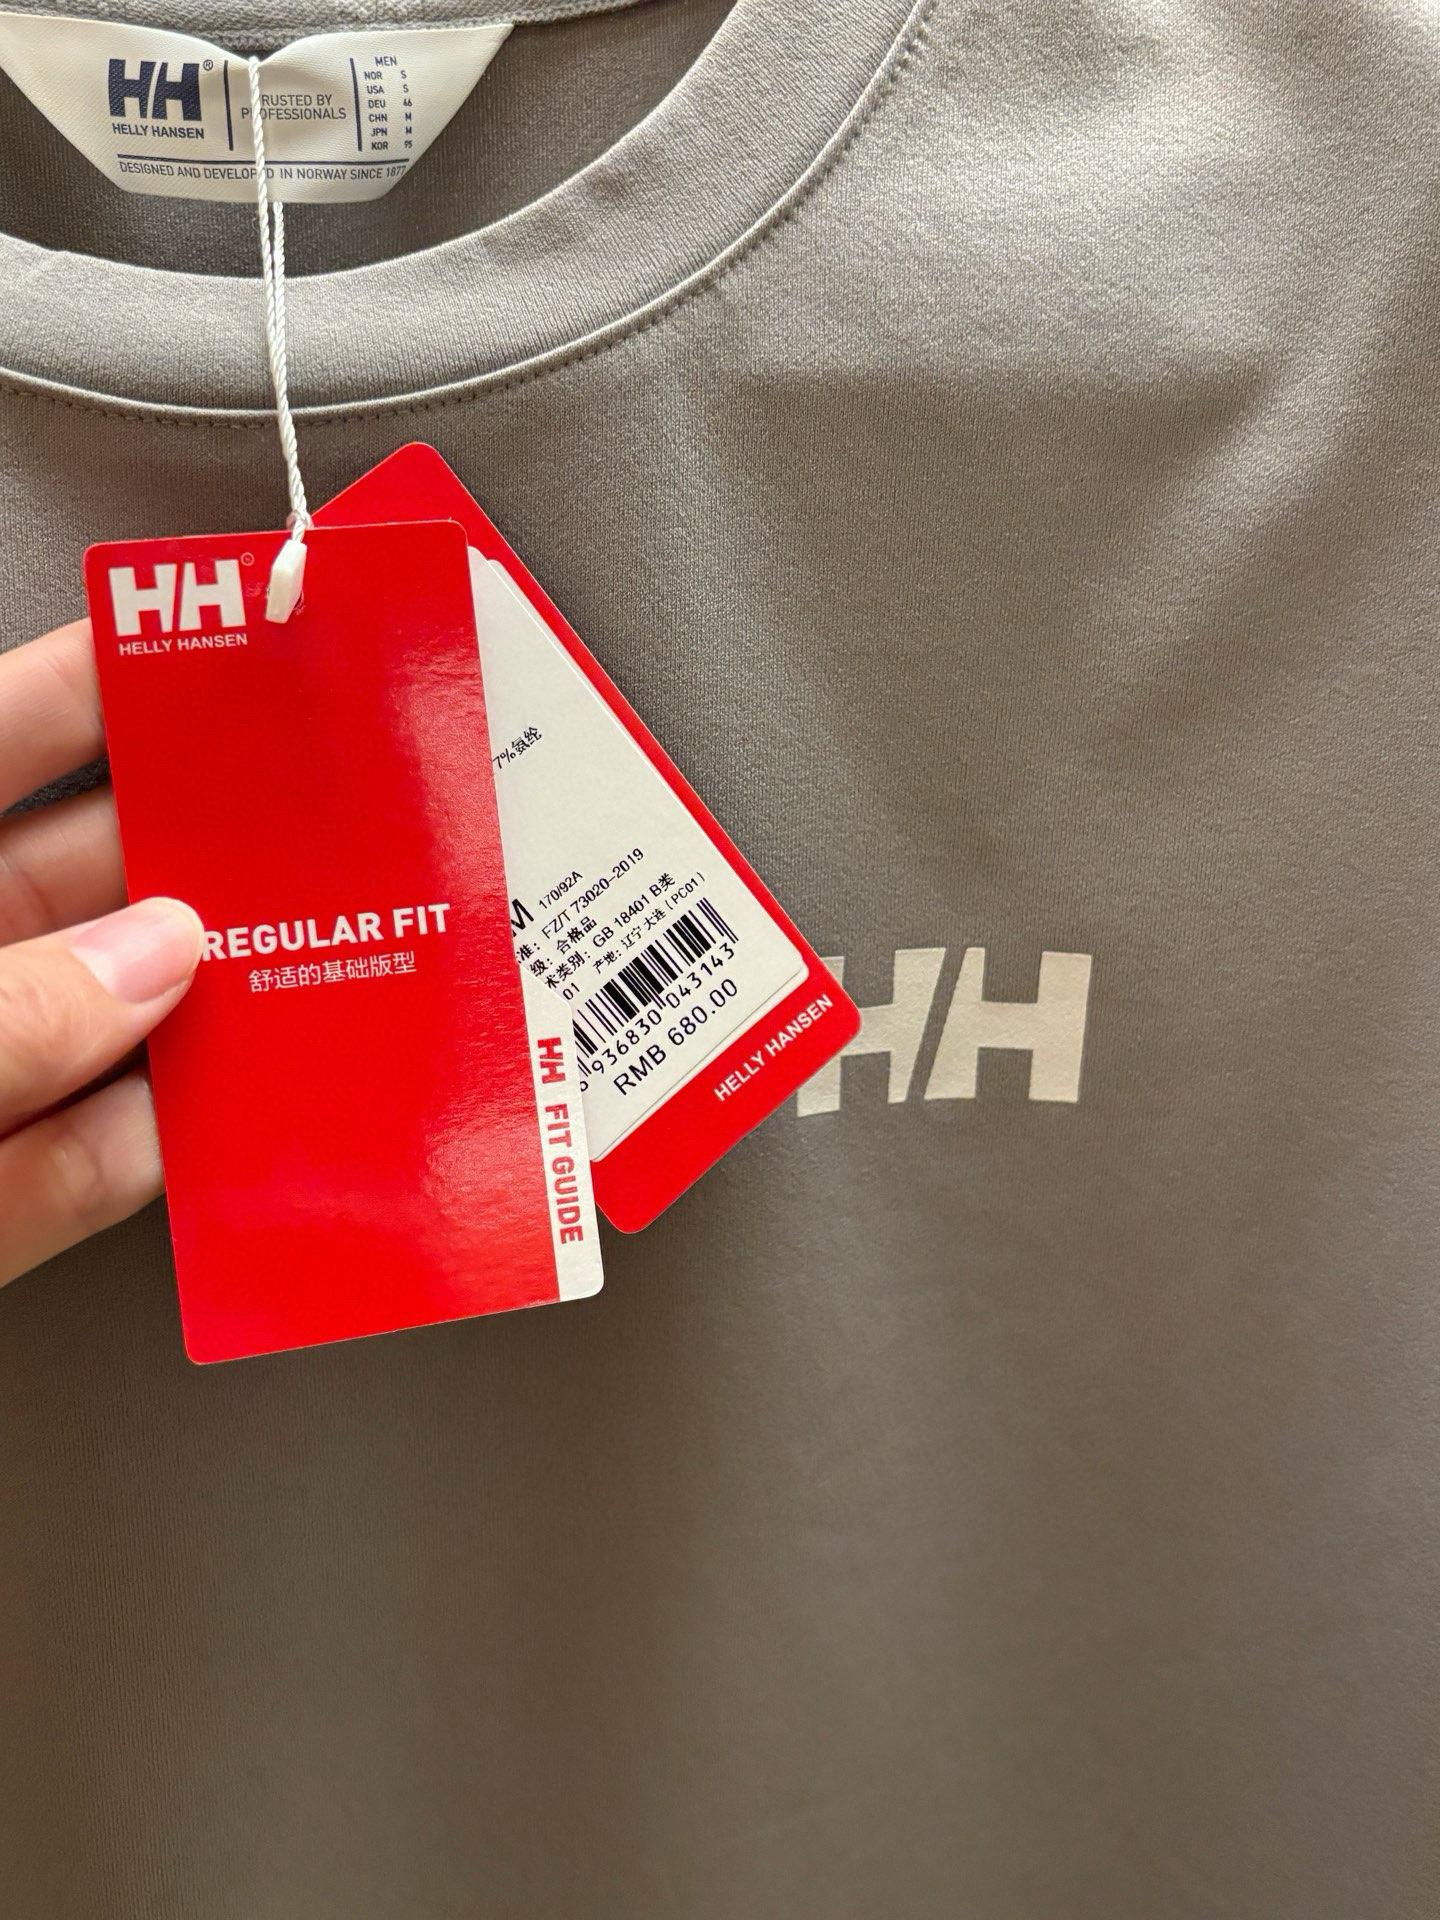 HH®
HELLY HANSEN
TRUSTED BY
PROFESSIONALS
MEN
NOR S
USA S
DEU 46
CHN M
JPN M
KOR 95
DESIGNED AND DEVELOPED IN NORWAY SINCE 1877
HH®
HELLY HANSEN
REGULAR FIT
舒适的基础版型
HH FIT GUIDE
7%氨纶
M 170/92A
准: FZ/T 73020-2019
级: 合格品
术类别: GB 18401 B类
01 产地: 辽宁大连 (PC01)
936830 043143
RMB 680.00
HELLY HANSEN
HH